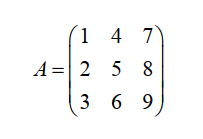 A = 
( 1 4 7 )
( 2 5 8 )
( 3 6 9 )